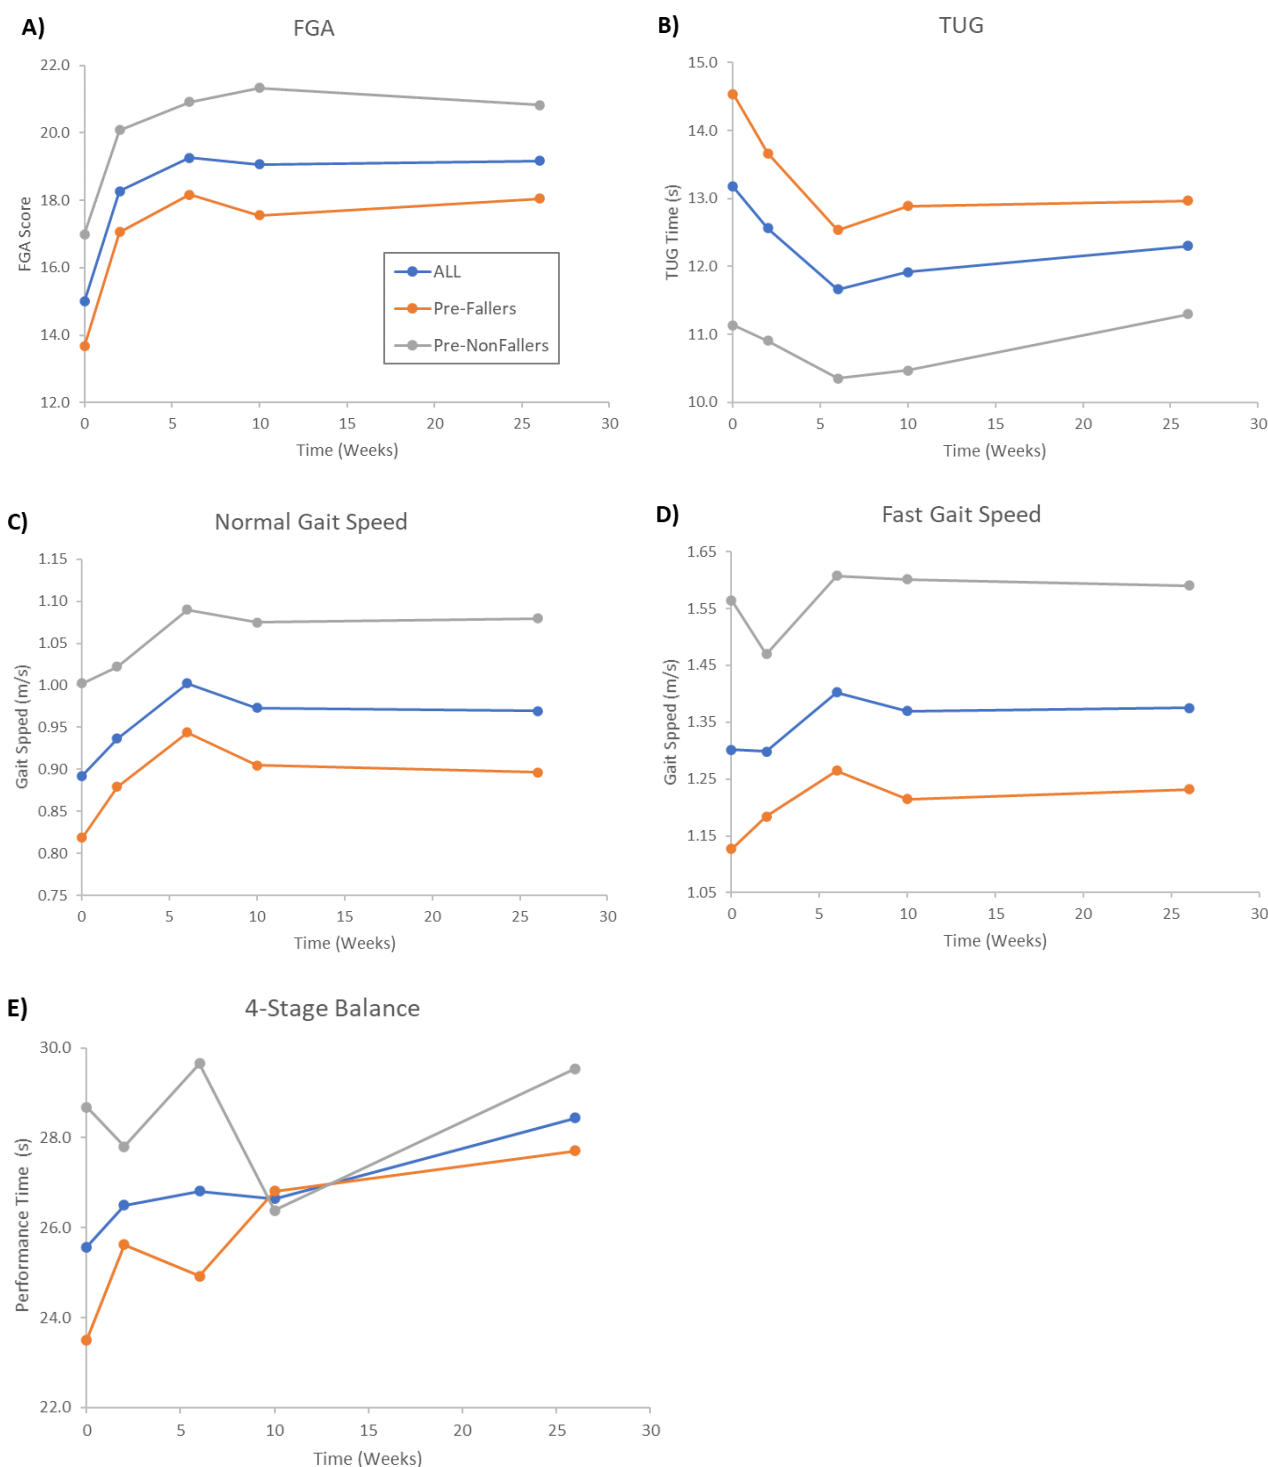 A)
FGA
22.0
20.0
18.0
16.0
14.0
12.0
FGA Score
0 5 10 15 20 25 30
Time (Weeks)
ALL
Pre-Fallers
Pre-NonFallers
B)
TUG
15.0
14.0
13.0
12.0
11.0
10.0
TUG Time (s)
0 5 10 15 20 25 30
Time (Weeks)
C)
Normal Gait Speed
1.15
1.10
1.05
1.00
0.95
0.90
0.85
0.80
0.75
Gait Spped (m/s)
0 5 10 15 20 25 30
Time (Weeks)
D)
Fast Gait Speed
1.65
1.55
1.45
1.35
1.25
1.15
1.05
Gait Spped (m/s)
0 5 10 15 20 25 30
Time (Weeks)
E)
4-Stage Balance
30.0
28.0
26.0
24.0
22.0
Performance Time (s)
0 5 10 15 20 25 30
Time (Weeks)